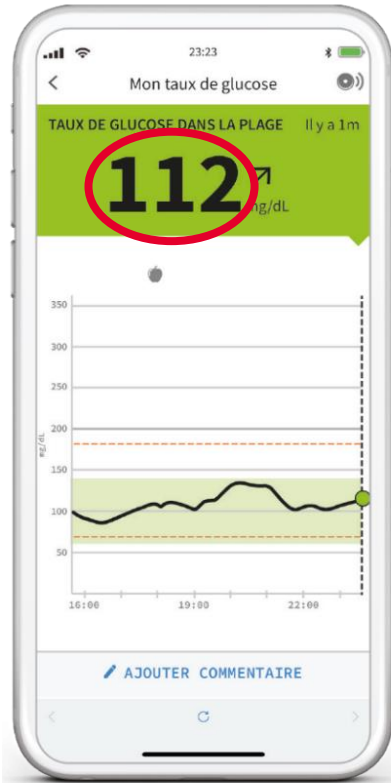 23:23
Mon taux de glucose
TAUX DE GLUCOSE DANS LA PLAGE Il y a 1m
112
mg/dL
350
300
250
200
mg/dL
150
100
50
16:00 19:00 22:00
AJOUTER COMMENTAIRE